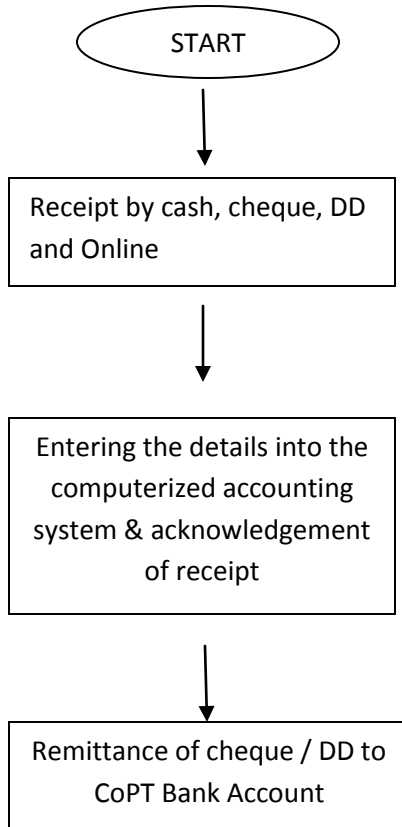 START
Receipt by cash, cheque, DD
and Online
Entering the details into the
computerized accounting
system & acknowledgement
of receipt
Remittance of cheque / DD to
CoPT Bank Account